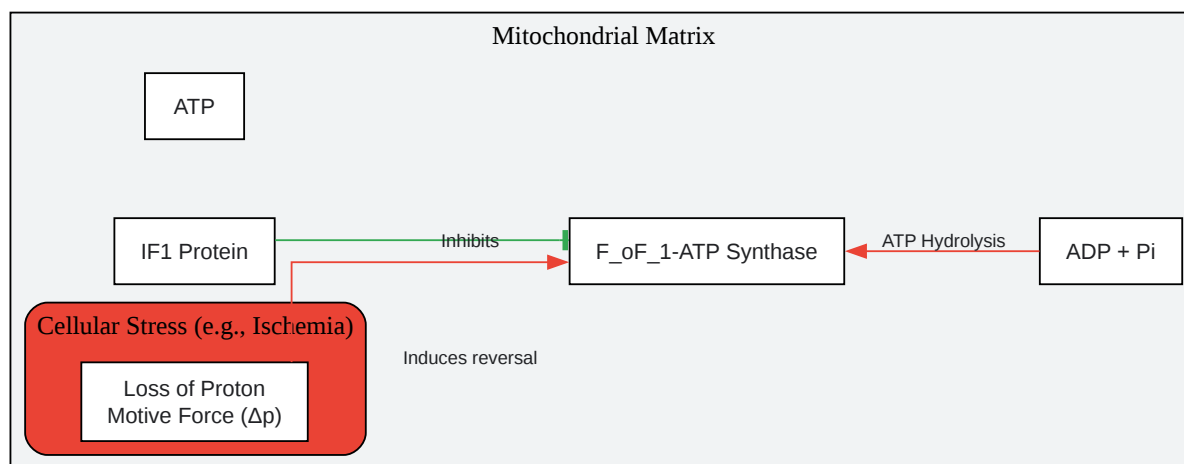 Mitochondrial Matrix
ATP
IF1 Protein
Inhibits
F_oF_1-ATP Synthase
ATP Hydrolysis
ADP + Pi
Cellular Stress (e.g., Ischemia)
Induces reversal
Loss of Proton
Motive Force (Δp)